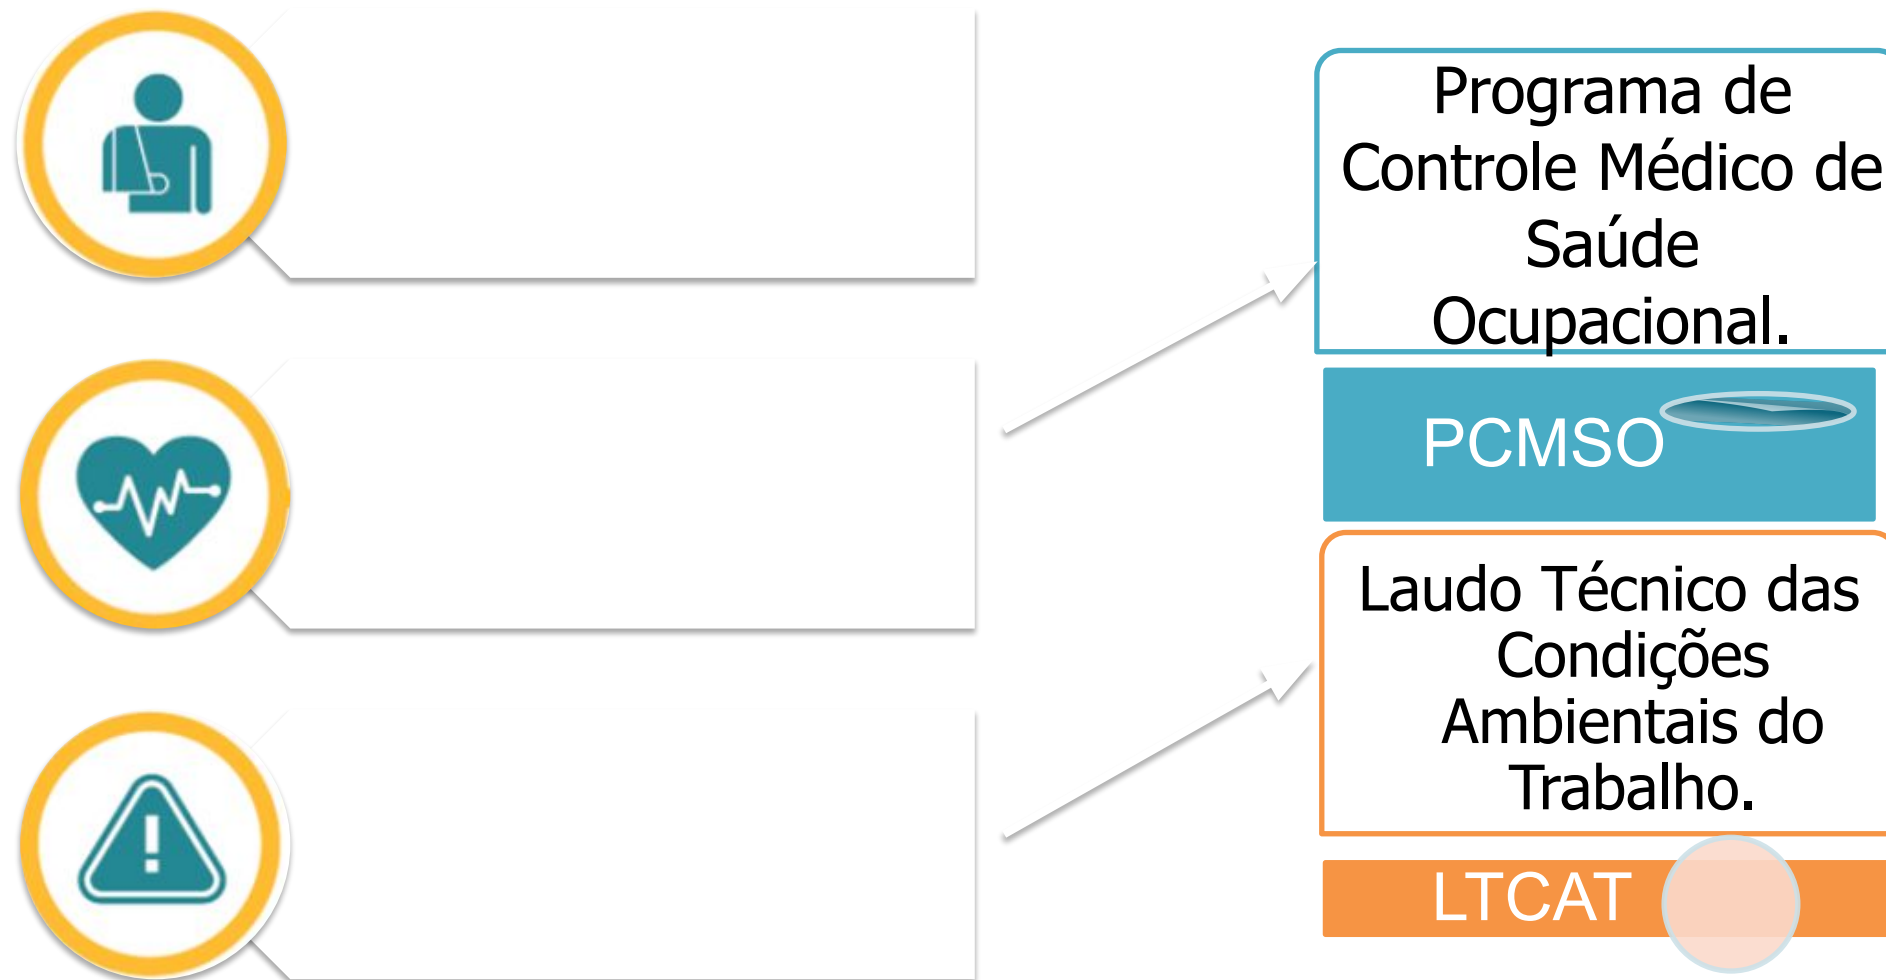 Programa de
Controle Médico de
Saúde
Ocupacional.
PCMSO
Laudo Técnico das
Condições
Ambientais do
Trabalho.
LTCAT